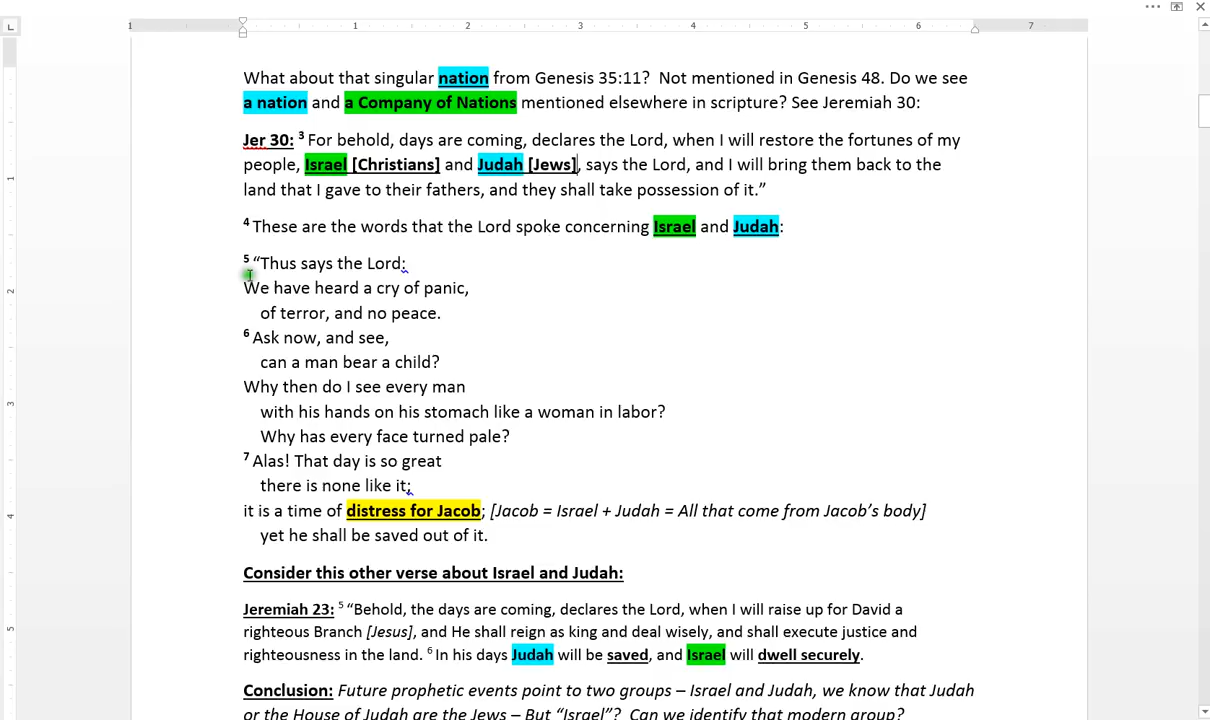 1 1 2 3 4 5 6 7
What about that singular nation from Genesis 35:11?  Not mentioned in Genesis 48. Do we see
a nation and a Company of Nations mentioned elsewhere in scripture? See Jeremiah 30:
Jer 30: 3 For behold, days are coming, declares the Lord, when I will restore the fortunes of my
people, Israel [Christians] and Judah [Jews], says the Lord, and I will bring them back to the
land that I gave to their fathers, and they shall take possession of it.”
4 These are the words that the Lord spoke concerning Israel and Judah:
5 “Thus says the Lord:
We have heard a cry of panic,
of terror, and no peace.
6 Ask now, and see,
can a man bear a child?
Why then do I see every man
with his hands on his stomach like a woman in labor?
Why has every face turned pale?
7 Alas! That day is so great
there is none like it;
it is a time of distress for Jacob; [Jacob = Israel + Judah = All that come from Jacob’s body]
yet he shall be saved out of it.
Consider this other verse about Israel and Judah:
Jeremiah 23: 5 “Behold, the days are coming, declares the Lord, when I will raise up for David a
righteous Branch [Jesus], and He shall reign as king and deal wisely, and shall execute justice and
righteousness in the land. 6 In his days Judah will be saved, and Israel will dwell securely.
Conclusion: Future prophetic events point to two groups – Israel and Judah, we know that Judah
or the House of Judah are the Jews – But “Israel”?  Can we identify that modern group?
1
2
3
4
5